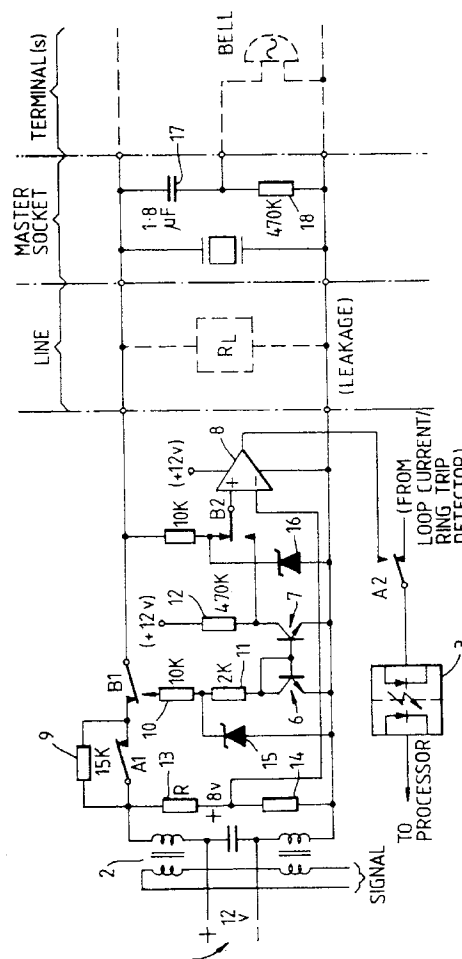 LINE
MASTER
SOCKET
TERMINAL(S)
9
15K
A1
B1
2
10
10K
(+12V)
12
470K
10K
(+12V)
8
B2
13
R
+8V
14
15
2K
11
6
7
16
+
12
V
SIGNAL
RL
(LEAKAGE)
1·8
µF
17
470K
18
BELL
A2
(FROM
LOOP CURRENT/
RING TRIP
DETECTOR)
3
TO
PROCESSOR